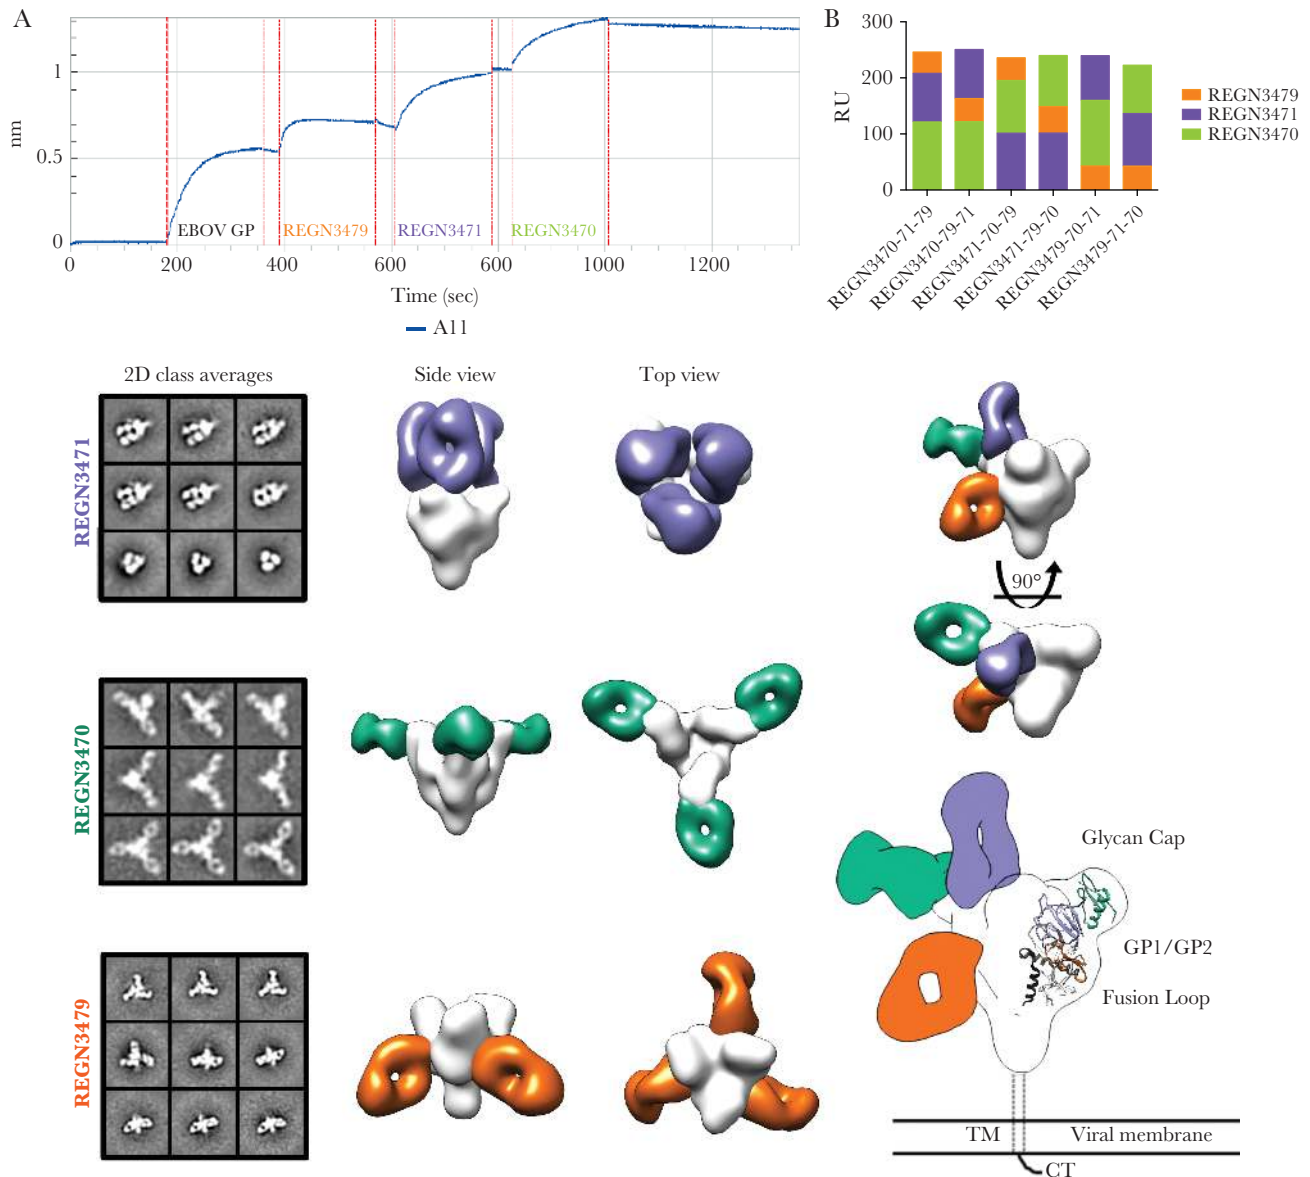 A
nm
1
0.5
0
EBOV GP
REGN3479
REGN3471
REGN3470
0
200
400
600
600
1000
1200
Time (sec)
A11
B
RU
300
200
100
0
REGN3470-71-79
REGN3470-79-71
REGN3471-70-79
REGN3471-79-70
REGN3479-70-71
REGN3479-71-70
REGN3479
REGN3471
REGN3470
2D class averages
Side view
Top view
REGN3471
REGN3470
REGN3479
90°
Glycan Cap
GP1/GP2
Fusion Loop
TM
Viral membrane
CT